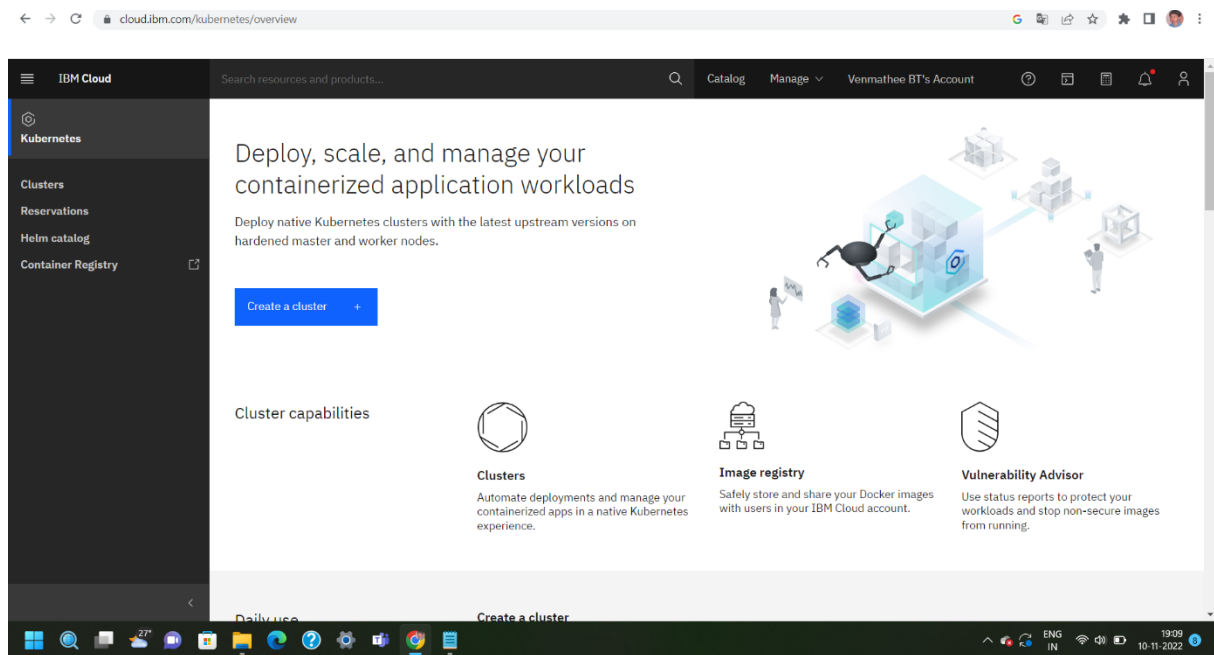 cloud.ibm.com/kubernetes/overview
IBM Cloud
Search resources and products...
Catalog
Manage
Venmathee BT's Account
Kubernetes
Clusters
Reservations
Helm catalog
Container Registry
Deploy, scale, and manage your
containerized application workloads
Deploy native Kubernetes clusters with the latest upstream versions on
hardened master and worker nodes.
Create a cluster +
Cluster capabilities
Clusters
Automate deployments and manage your
containerized apps in a native Kubernetes
experience.
Image registry
Safely store and share your Docker images
with users in your IBM Cloud account.
Vulnerability Advisor
Use status reports to protect your
workloads and stop non-secure images
from running.
Daily use
Create a cluster
27°
ENG
IN
19:09
10-11-2022
8